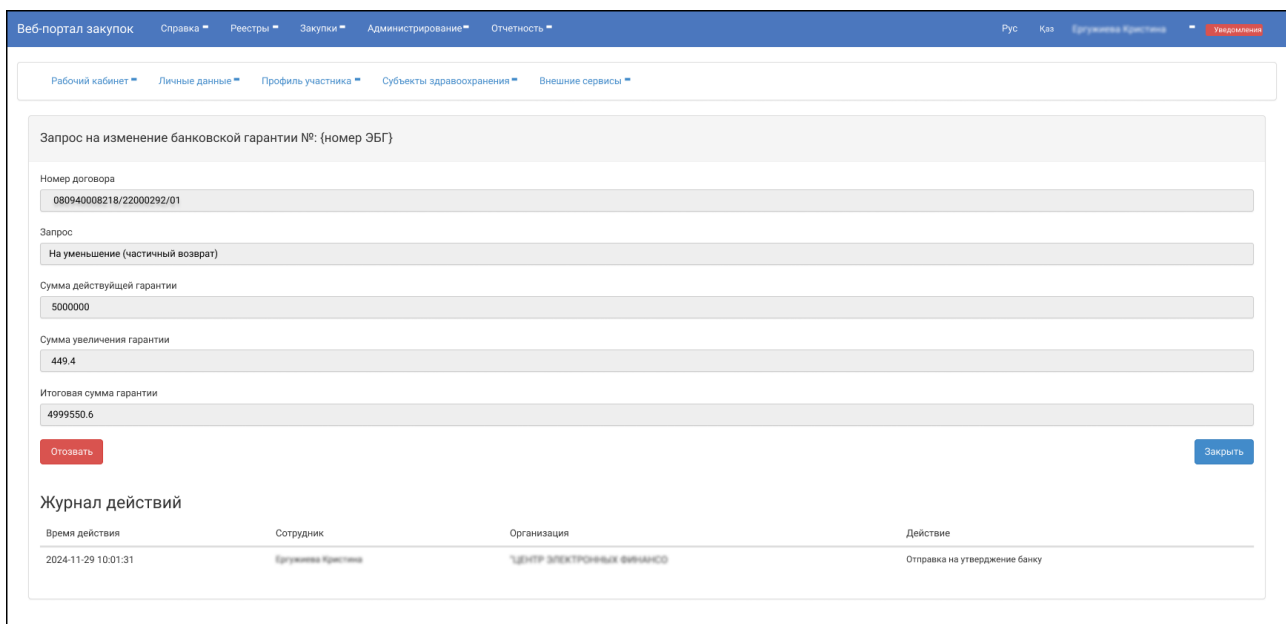 Веб-портал закупок Справка Реестры Закупки Администрирование Отчетность Рус Қаз Уведомления
Рабочий кабинет Личные данные Профиль участника Субъекты здравоохранения Внешние сервисы
Запрос на изменение банковской гарантии №: {номер ЭБГ}
Номер договора
080940008218/22000292/01
Запрос
На уменьшение (частичный возврат)
Сумма действуйщей гарантии
5000000
Сумма увеличения гарантии
449.4
Итоговая сумма гарантии
4999550.6
Отозвать Закрыть
Журнал действий
Время действия Сотрудник Организация Действие
2024-11-29 10:01:31 Отправка на утверджение банку